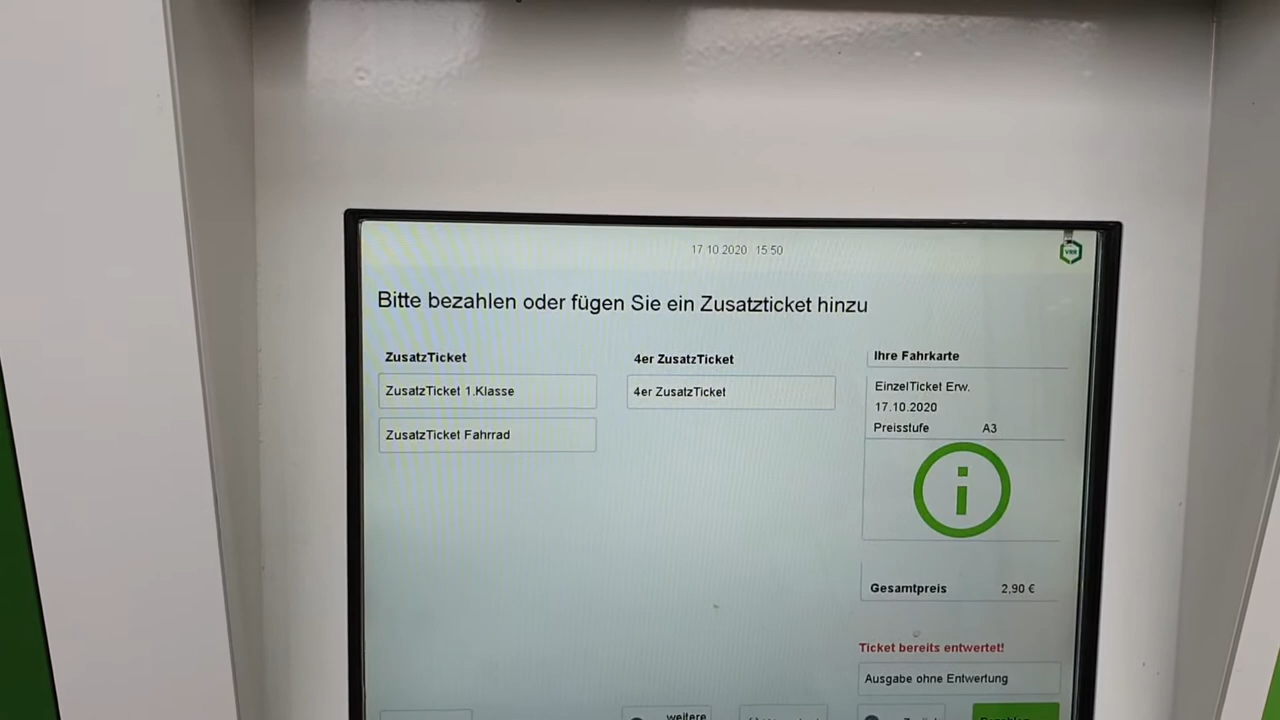 17.10.2020 15:50
VRR
Bitte bezahlen oder fügen Sie ein Zusatzticket hinzu
ZusatzTicket
ZusatzTicket 1.Klasse
ZusatzTicket Fahrrad
4er ZusatzTicket
4er ZusatzTicket
Ihre Fahrkarte
EinzelTicket Erw.
17.10.2020
Preisstufe A3
i
Gesamtpreis 2,90 €
Ticket bereits entwertet!
Ausgabe ohne Entwertung
weitere